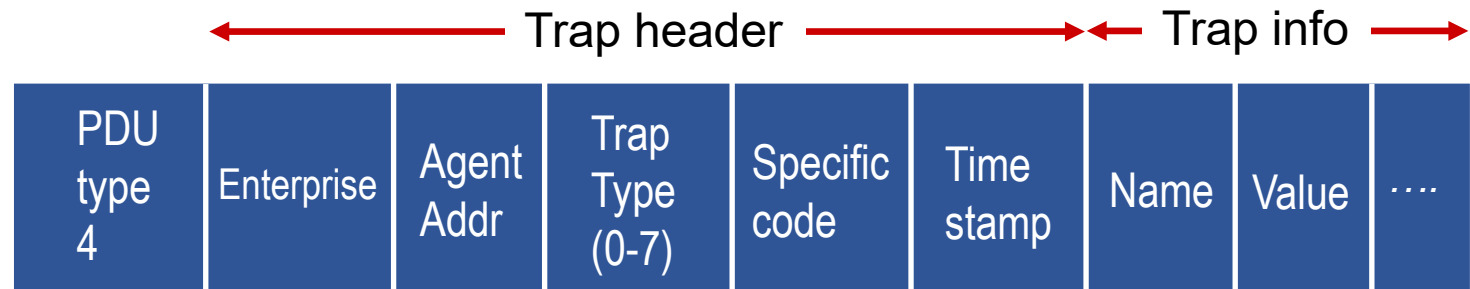 Trap header
Trap info
PDU
type
4
Enterprise
Agent
Addr
Trap
Type
(0-7)
Specific
code
Time
stamp
Name
Value
....